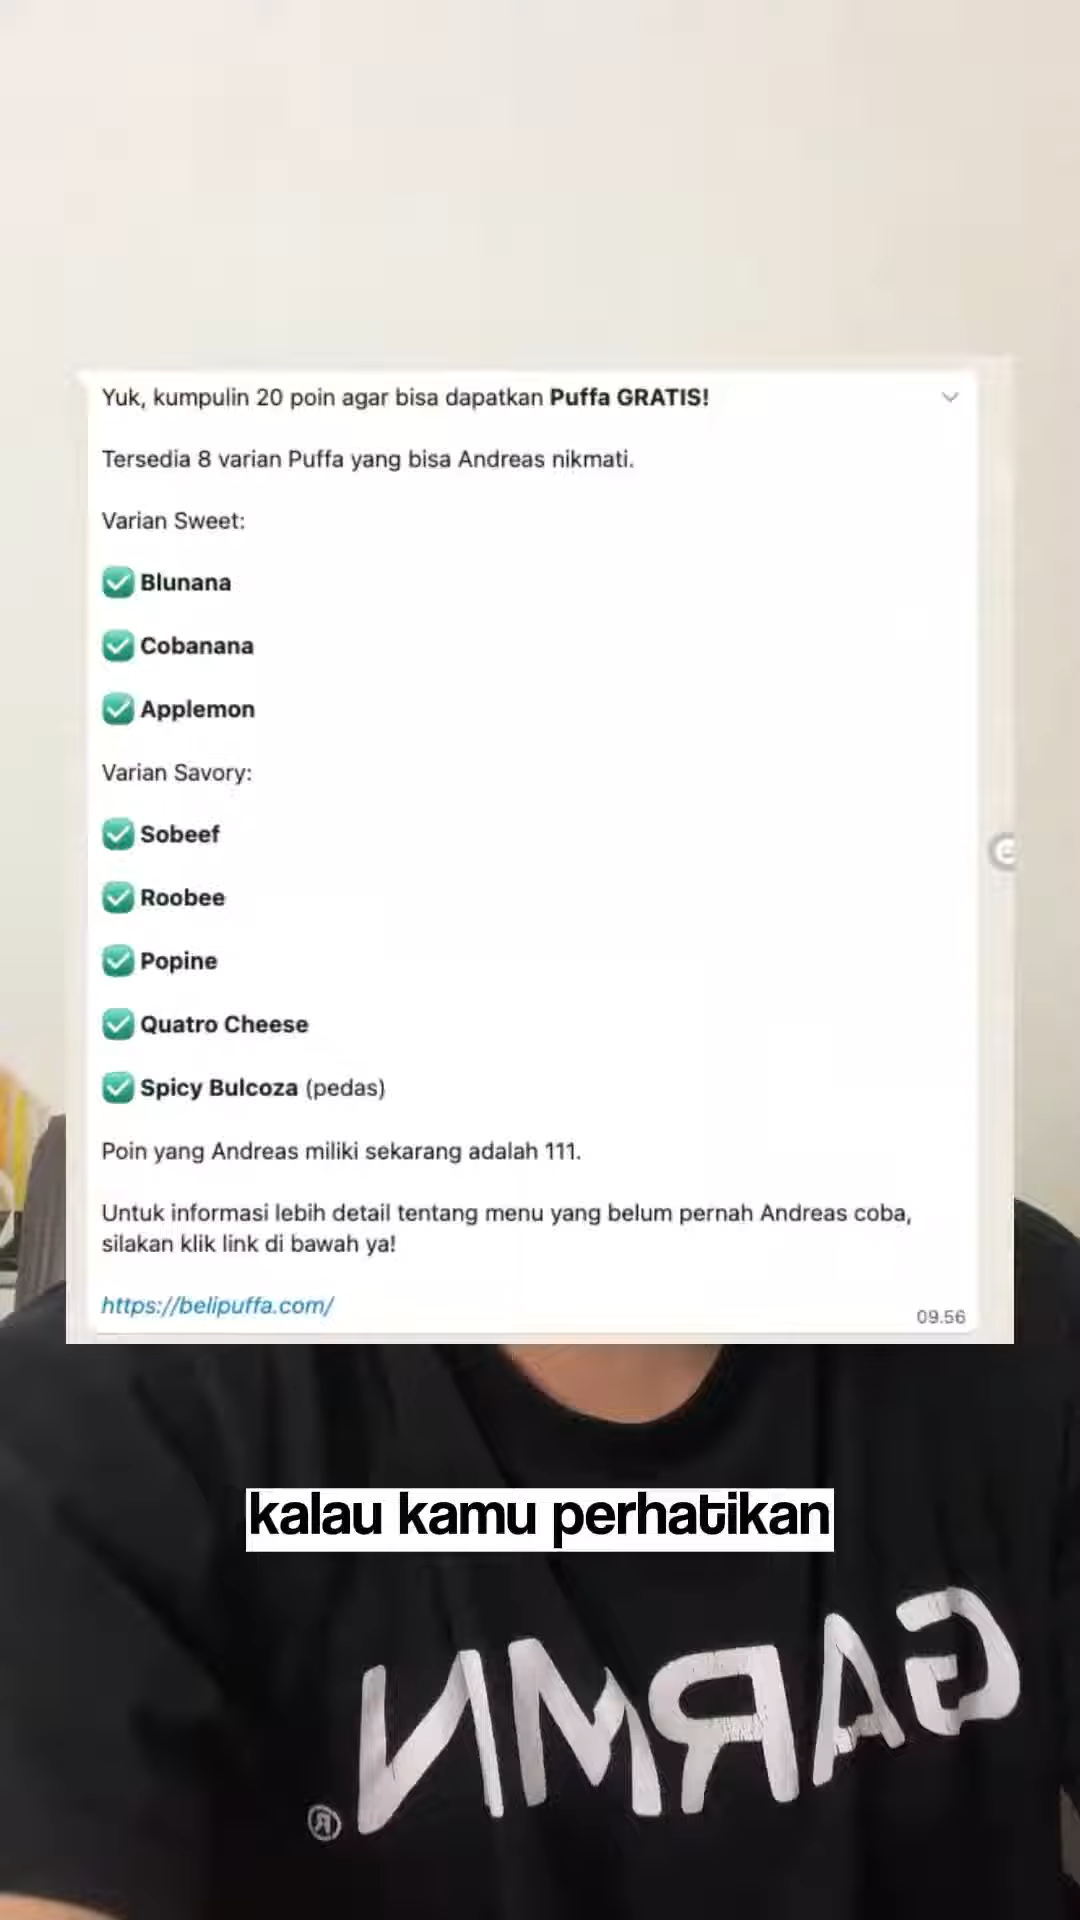 Yuk, kumpulin 20 poin agar bisa dapatkan Puffa GRATIS!
Tersedia 8 varian Puffa yang bisa Andreas nikmati.
Varian Sweet:
✅ Blunana
✅ Cobanana
✅ Applemon
Varian Savory:
✅ Sobeef
✅ Roobee
✅ Popine
✅ Quatro Cheese
✅ Spicy Bulcoza (pedas)
Poin yang Andreas miliki sekarang adalah 111.
Untuk informasi lebih detail tentang menu yang belum pernah Andreas coba,
silakan klik link di bawah ya!
https://belipuffa.com/
09.56
kalau kamu perhatikan
GARMN
®